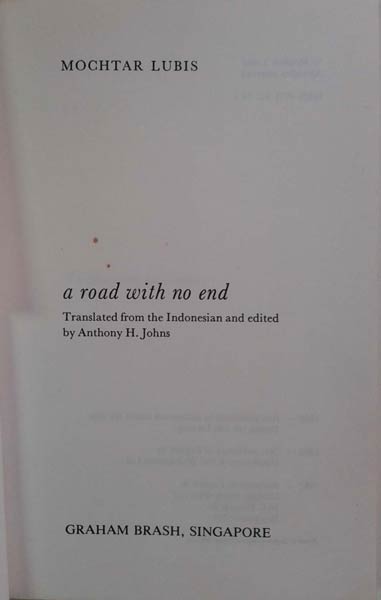 MOCHTAR LUBIS
a road with no end
Translated from the Indonesian and edited
by Anthony H. Johns
GRAHAM BRASH, SINGAPORE